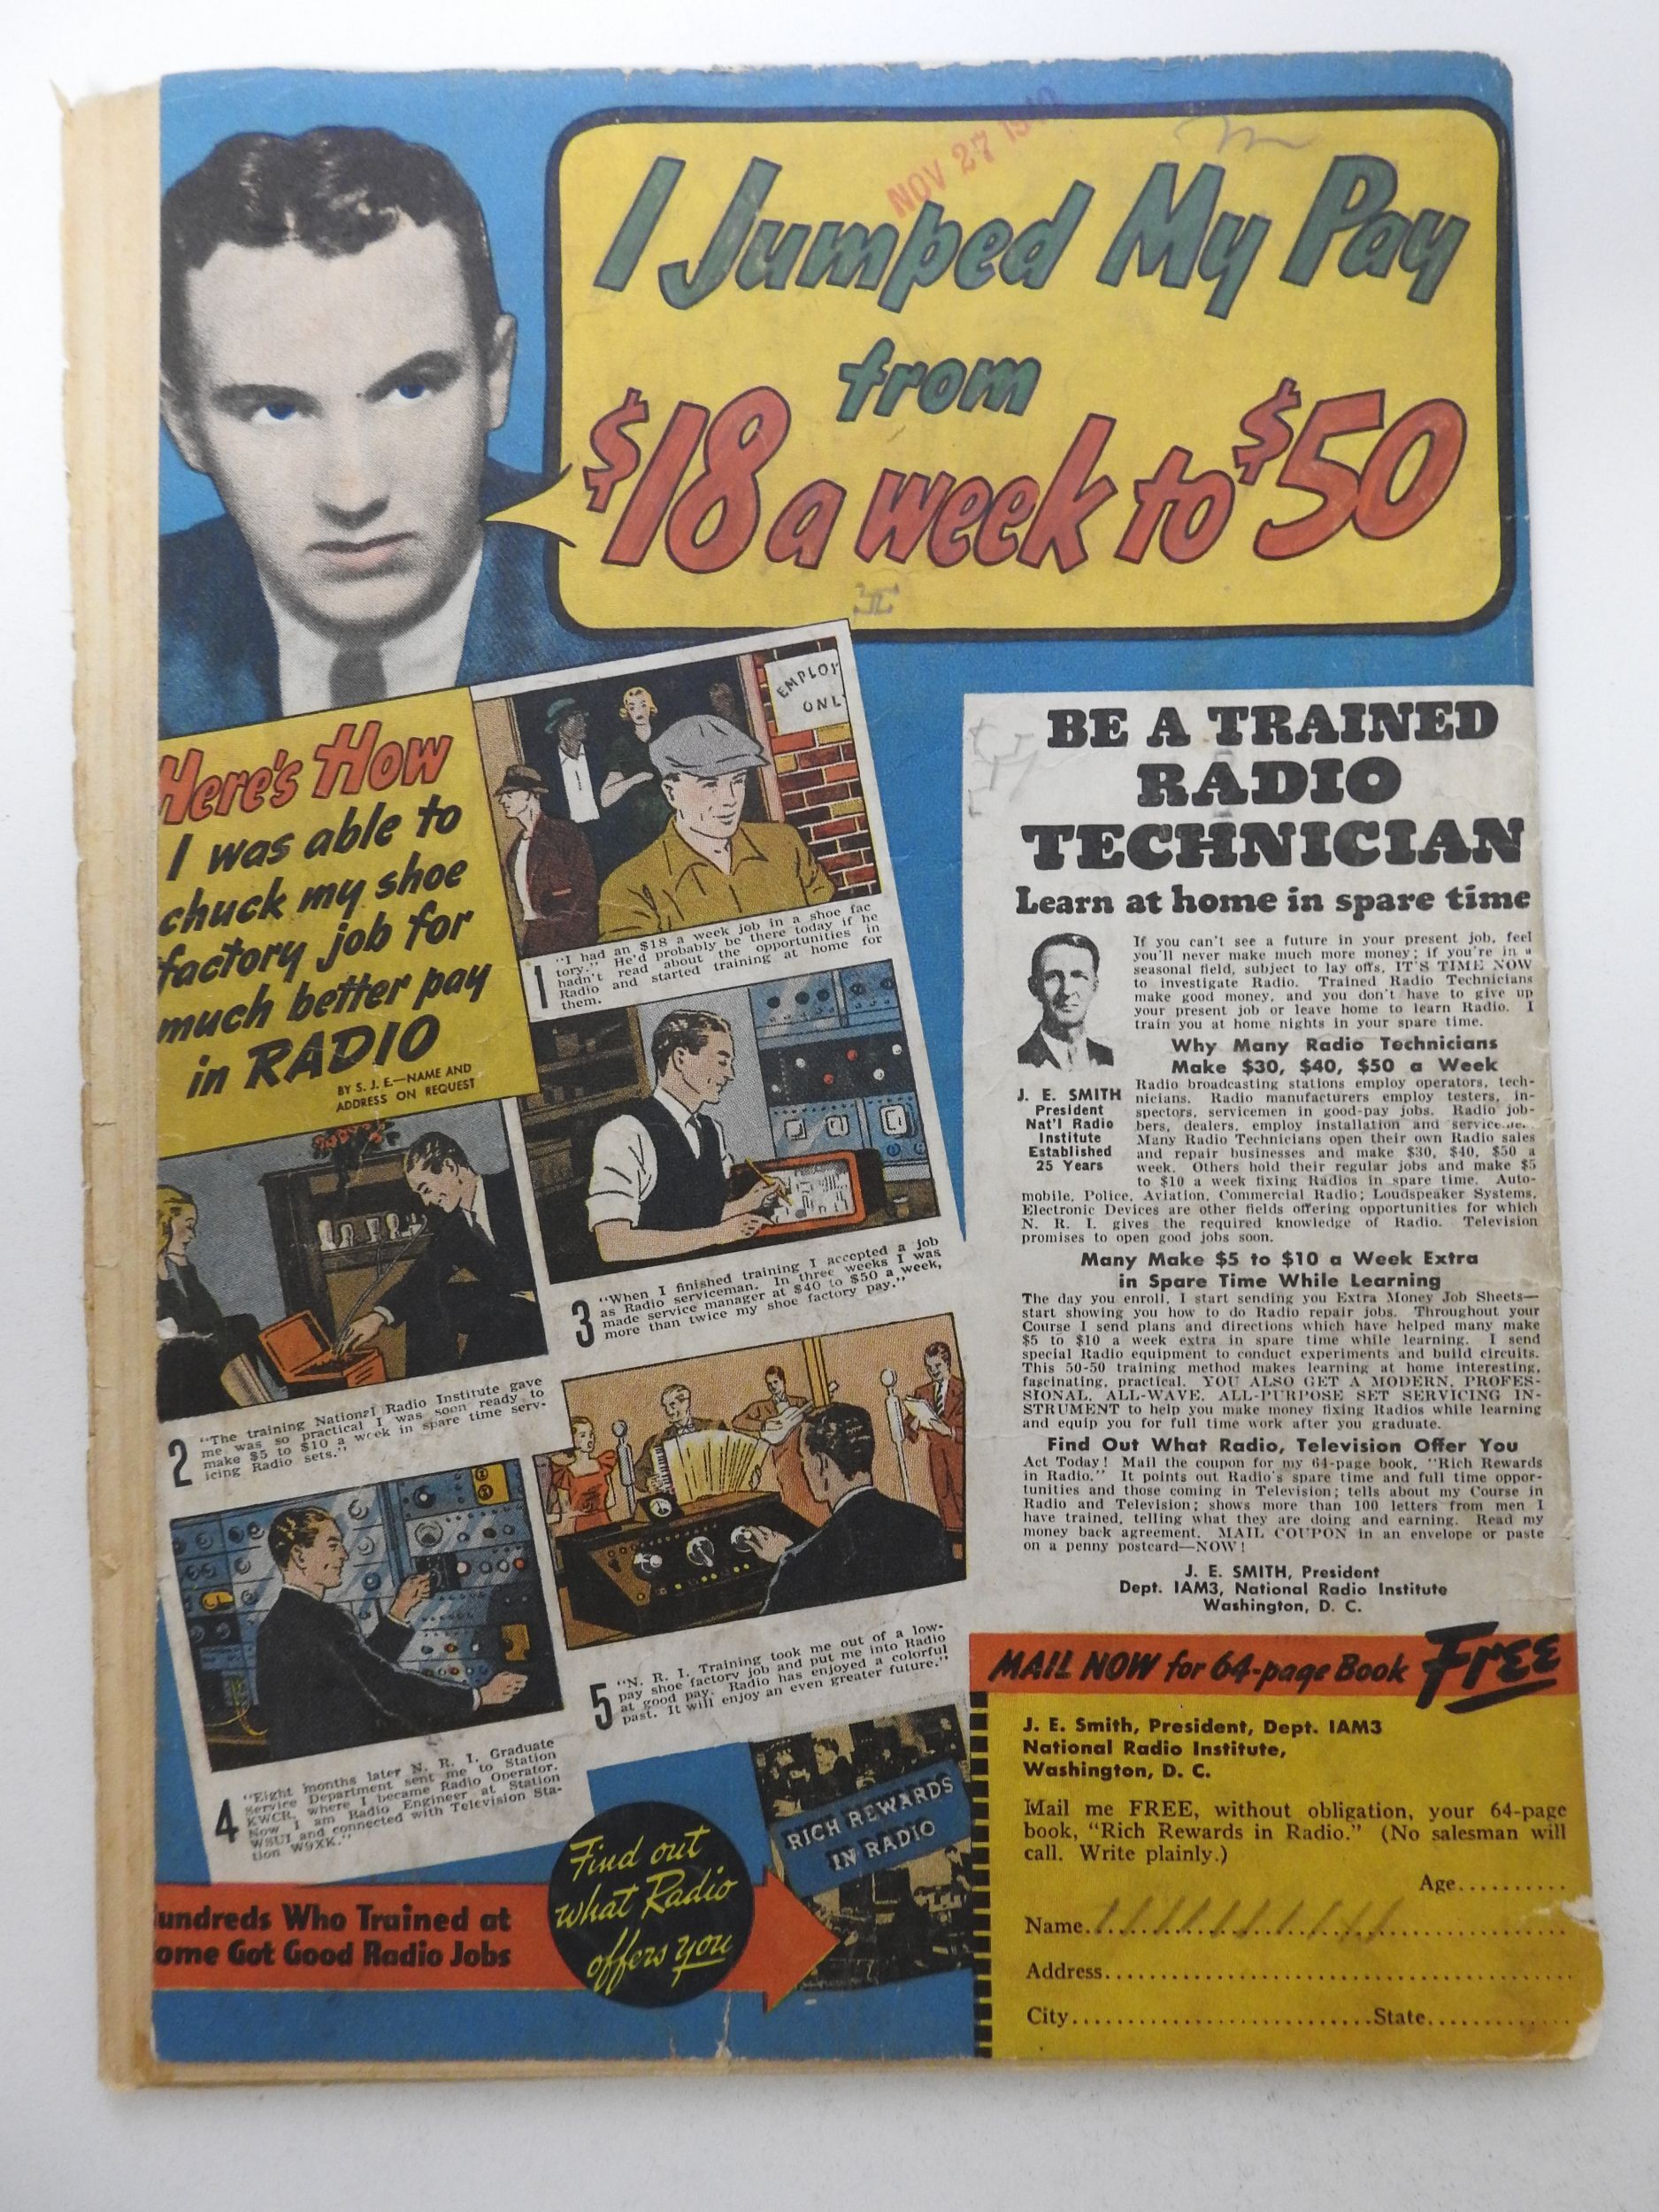 NOV 27 1940
I Jumped My Pay
from
$18 a week to $50
Here's How
I was able to
chuck my shoe
factory job for
much better pay
in RADIO
BY S. J. E.—NAME AND
ADDRESS ON REQUEST
EMPLOY
ONL
1 "I had an $18 a week job in a shoe fac
tory." He'd probably be there today if he
hadn't read about the opportunities in
Radio and started training at home for
them.
2 "The training National Radio Institute gave
me was so practical I was soon ready to
make $5 to $10 a week in spare time serv-
icing Radio sets."
3 "When I finished training I accepted a job
as Radio serviceman. In three weeks I was
made service manager at $40 to $50 a week,
more than twice my shoe factory pay."
4 "Eight months later N. R. I. Graduate
Service Department sent me to Station
KWCR, where I became Radio Operator.
Now I am Radio Engineer at Station
WSUI and connected with Television Sta-
tion W9XK."
5 "N. R. I. Training took me out of a low-
pay shoe factory job and put me into Radio
at good pay. Radio has enjoyed a colorful
past. It will enjoy an even greater future."
undreds Who Trained at
ome Got Good Radio Jobs
Find out
what Radio
offers you
RICH REWARDS
IN RADIO
BE A TRAINED
RADIO
TECHNICIAN
Learn at home in spare time
If you can't see a future in your present job, feel
you'll never make much more money; if you're in a
seasonal field, subject to lay offs, IT'S TIME NOW
to investigate Radio. Trained Radio Technicians
make good money, and you don't have to give up
your present job or leave home to learn Radio. I
train you at home nights in your spare time.
J. E. SMITH
President
Nat'l Radio
Institute
Established
25 Years
Why Many Radio Technicians
Make $30, $40, $50 a Week
Radio broadcasting stations employ operators, tech-
nicians. Radio manufacturers employ testers, in-
spectors, servicemen in good-pay jobs. Radio job-
bers, dealers, employ installation and service
Many Radio Technicians open their own Radio sales
and repair businesses and make $30, $40, $50 a
week. Others hold their regular jobs and make $5
to $10 a week fixing Radios in spare time. Auto-
mobile, Police, Aviation, Commercial Radio; Loudspeaker Systems,
Electronic Devices are other fields offering opportunities for which
N. R. I. gives the required knowledge of Radio. Television
promises to open good jobs soon.
Many Make $5 to $10 a Week Extra
in Spare Time While Learning
The day you enroll, I start sending you Extra Money Job Sheets—
start showing you how to do Radio repair jobs. Throughout your
Course I send plans and directions which have helped many make
$5 to $10 a week extra in spare time while learning. I send
special Radio equipment to conduct experiments and build circuits.
This 50-50 training method makes learning at home interesting,
fascinating, practical. YOU ALSO GET A MODERN, PROFES-
SIONAL, ALL-WAVE, ALL-PURPOSE SET SERVICING IN-
STRUMENT to help you make money fixing Radios while learning
and equip you for full time work after you graduate.
Find Out What Radio, Television Offer You
Act Today! Mail the coupon for my 64-page book, "Rich Rewards
in Radio." It points out Radio's spare time and full time oppor-
tunities and those coming in Television; tells about my Course in
Radio and Television; shows more than 100 letters from men I
have trained, telling what they are doing and earning. Read my
money back agreement. MAIL COUPON in an envelope or paste
on a penny postcard—NOW!
J. E. SMITH, President
Dept. IAM3, National Radio Institute
Washington, D. C.
MAIL NOW for 64-page Book FREE
J. E. Smith, President, Dept. IAM3
National Radio Institute,
Washington, D. C.
Mail me FREE, without obligation, your 64-page
book, "Rich Rewards in Radio." (No salesman will
call. Write plainly.)
Age..........
Name..........
Address..........
City..........State..........